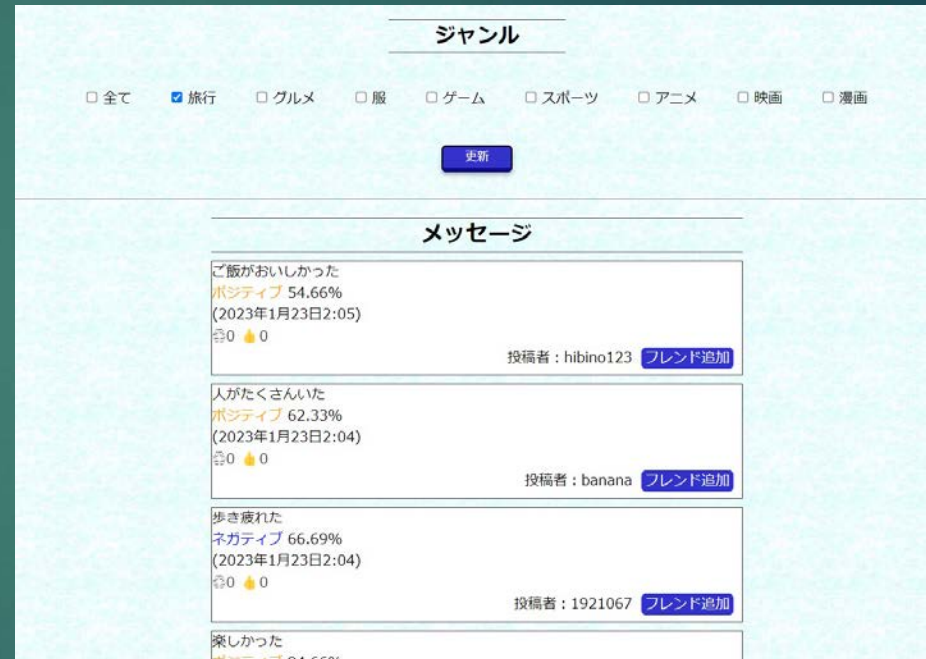 ジャンル
全て 旅行 グルメ 服 ゲーム スポーツ アニメ 映画 漫画
更新
メッセージ
ご飯がおいしかった
ポジティブ 54.66%
(2023年1月23日2:05)
0 0
投稿者：hibino123 フレンド追加
人がたくさんいた
ポジティブ 62.33%
(2023年1月23日2:04)
0 0
投稿者：banana フレンド追加
歩き疲れた
ネガティブ 66.69%
(2023年1月23日2:04)
0 0
投稿者：1921067 フレンド追加
楽しかった